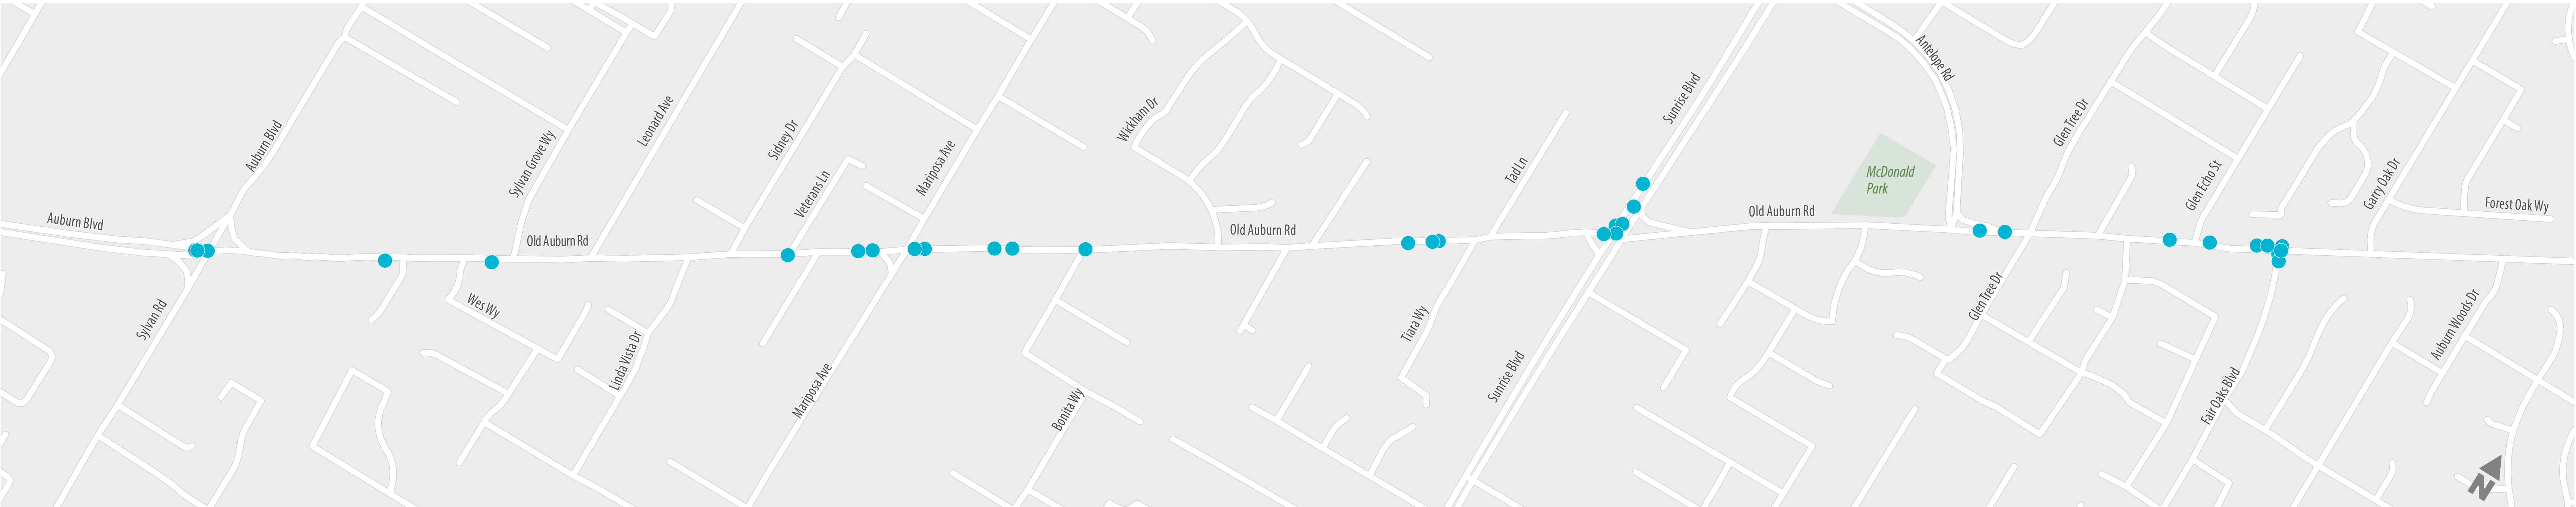 Auburn Blvd
Auburn Blvd
Sylvan Rd
Sylvan Grove Wy
Old Auburn Rd
Wes Wy
Leonard Ave
Linda Vista Dr
Sidney Dr
Veterans Ln
Mariposa Ave
Mariposa Ave
Bonita Wy
Wickham Dr
Old Auburn Rd
Tiara Wy
Tad Ln
Sunrise Blvd
Sunrise Blvd
Old Auburn Rd
McDonald
Park
Antelope Rd
Glen Tree Dr
Glen Tree Dr
Glen Echo St
Fair Oaks Blvd
Garry Oak Dr
Auburn Woods Dr
Forest Oak Wy
N